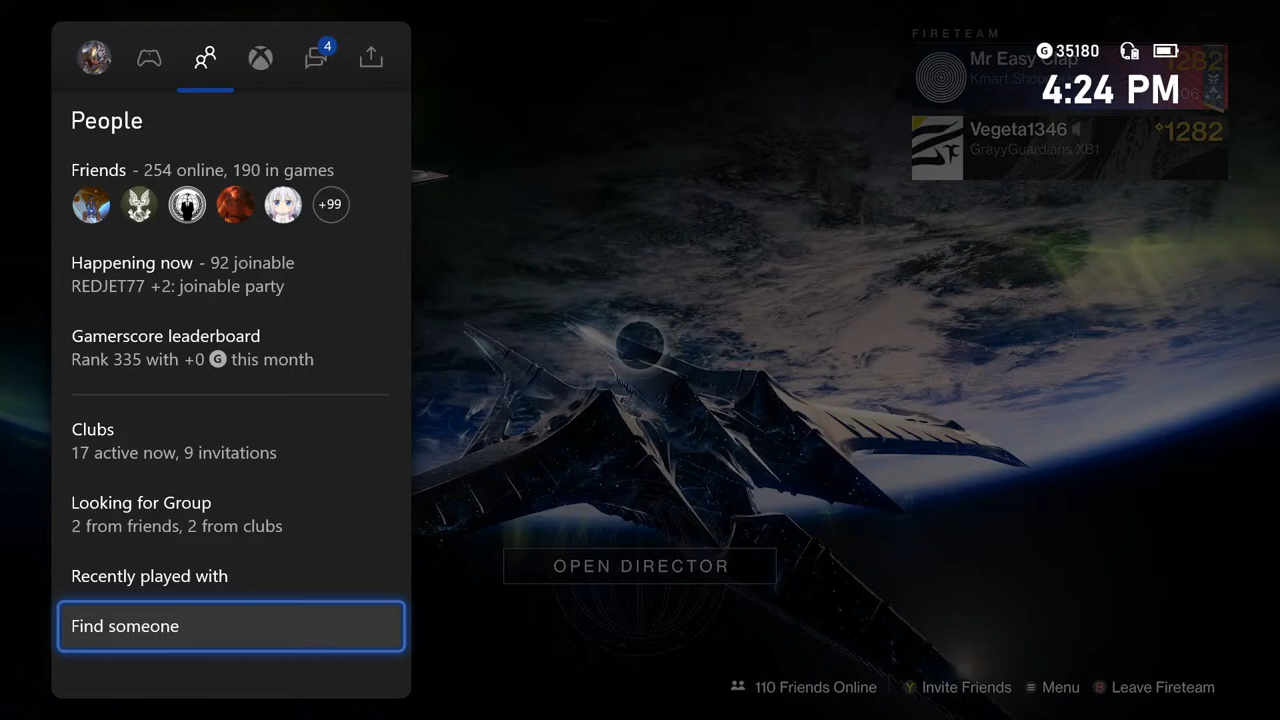 4
People
Friends - 254 online, 190 in games
+99
Happening now - 92 joinable
REDJET77 +2: joinable party
Gamerscore leaderboard
Rank 335 with +0 G this month
Clubs
17 active now, 9 invitations
Looking for Group
2 from friends, 2 from clubs
Recently played with
Find someone
FIRETEAM
G 35180
Mr Easy Clap
1282
Kmart
4:24 PM
Vegeta1346
1282
GrayyGuardians XB1
OPEN DIRECTOR
110 Friends Online
Y Invite Friends
Menu
B Leave Fireteam